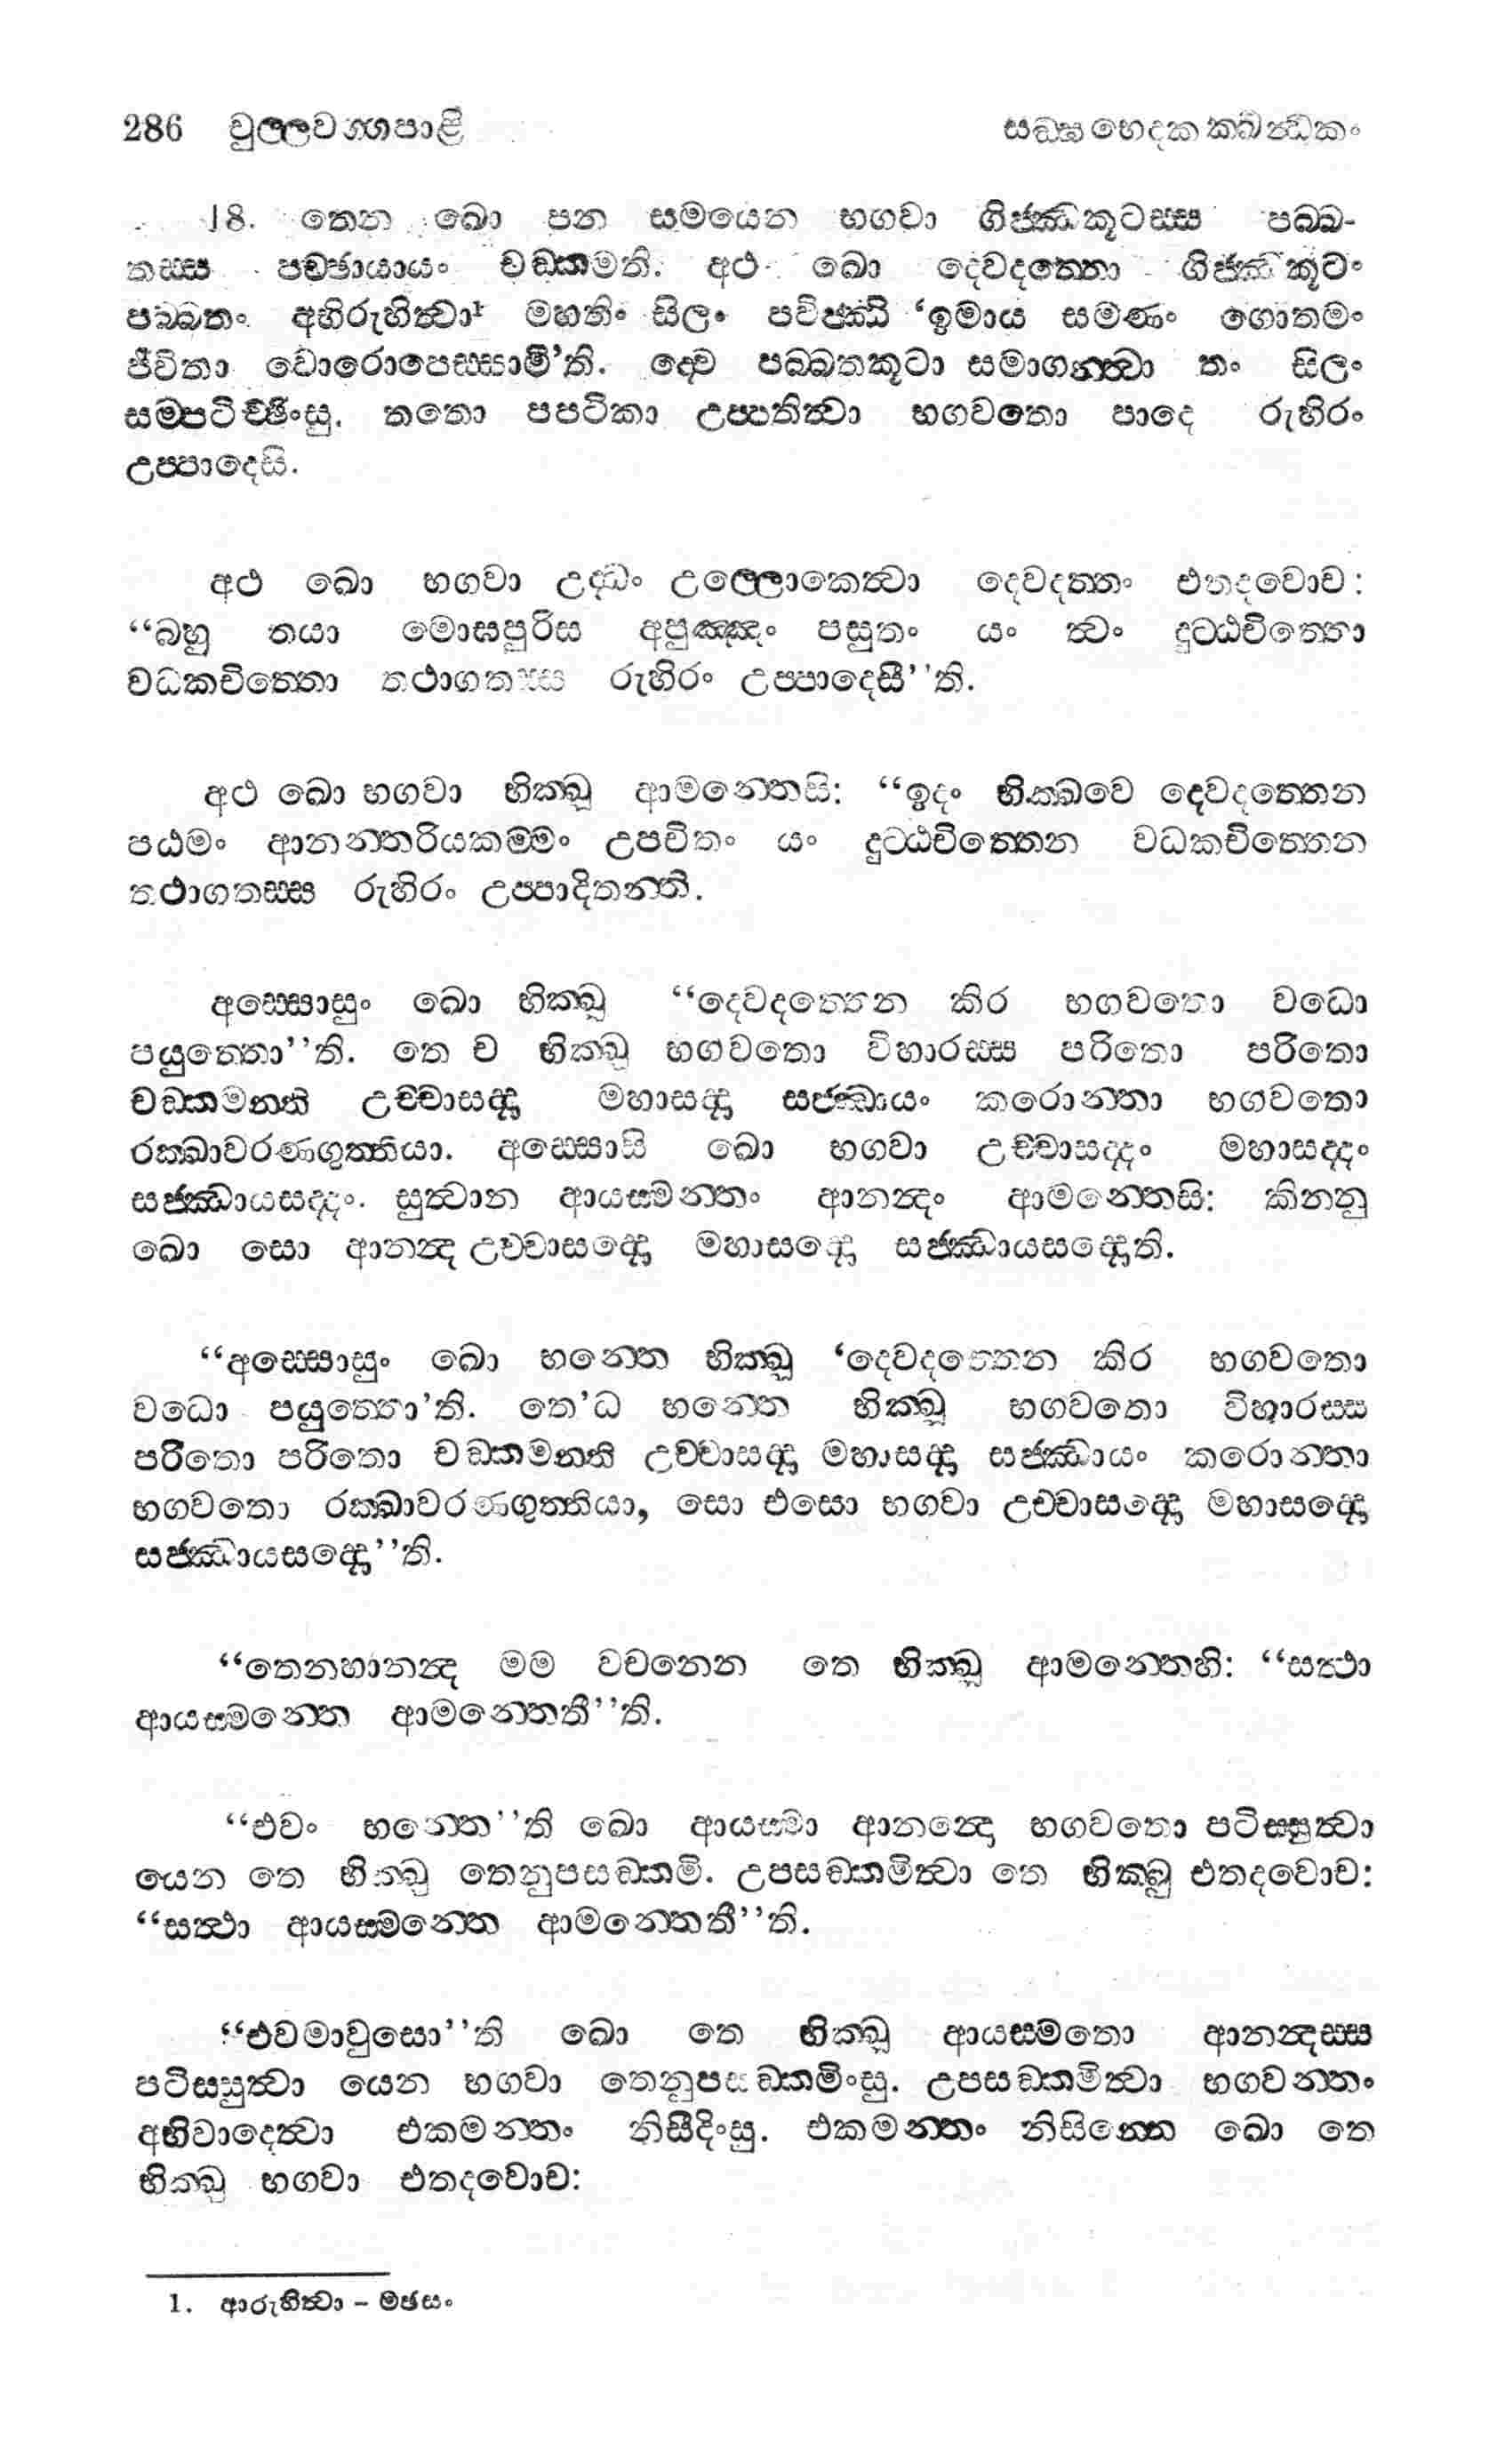 286 චුල්ලවග්ගපාළි සඞ්ඝභෙදකක්ඛන්ධකං
18. තෙන ඛො පන සමයෙන භගවා ගිජ්ඣකූටස්ස පබ්බ-
තස්ස පච්ඡායායං චඞ්කමති. අථ ඛො දෙවදත්තො ගිජ්ඣකූටං
පබ්බතං අභිරුහිත්වා¹ මහතිං සිලං පවිජ්ඣි ‘ඉමාය සමණං ගොතමං
ජීවිතා වොරොපෙස්සාමී’ති. ද්වෙ පබ්බතකූටා සමාගන්ත්වා තං සිලං
සම්පටිච්ඡිංසු. තතො පපටිකා උප්පතිත්වා භගවතො පාදෙ රුහිරං
උප්පාදෙසි.
අථ ඛො භගවා උද්ධං උල්ලොකෙත්වා දෙවදත්තං එතදවොච:
“බහු තයා මොඝපුරිස අපුඤ්ඤං පසුතං යං ත්වං දුට්ඨචිත්තො
වධකචිත්තො තථාගතස්ස රුහිරං උප්පාදෙසී’’ති.
අථ ඛො භගවා භික්ඛූ ආමන්තෙසි: “ඉදං භික්ඛවෙ දෙවදත්තෙන
පඨමං ආනන්තරියකම්මං උපචිතං යං දුට්ඨචිත්තෙන වධකචිත්තෙන
තථාගතස්ස රුහිරං උප්පාදිතන්ති.
අස්සොසුං ඛො භික්ඛූ “දෙවදත්තෙන කිර භගවතො වධො
පයුත්තො’’ති. තෙ ච භික්ඛූ භගවතො විහාරස්ස පරිතො පරිතො
චඞ්කමන්ති උච්චාසද්දා මහාසද්දා සජ්ඣායං කරොන්තා භගවතො
රක්ඛාවරණගුත්තියා. අස්සොසි ඛො භගවා උච්චාසද්දං මහාසද්දං
සජ්ඣායසද්දං. සුත්වාන ආයස්මන්තං ආනන්දං ආමන්තෙසි: කින්නු
ඛො සො ආනන්ද උච්චාසද්දො මහාසද්දො සජ්ඣායසද්දොති.
“අස්සොසුං ඛො භන්තෙ භික්ඛූ ‘දෙවදත්තෙන කිර භගවතො
වධො පයුත්තො’ති. තෙ’ධ භන්තෙ භික්ඛූ භගවතො විහාරස්ස
පරිතො පරිතො චඞ්කමන්ති උච්චාසද්දා මහාසද්දා සජ්ඣායං කරොන්තා
භගවතො රක්ඛාවරණගුත්තියා, සො එසො භගවා උච්චාසද්දො මහාසද්දො
සජ්ඣායසද්දො’’ති.
“තෙනහානන්ද මම වචනෙන තෙ භික්ඛූ ආමන්තෙහි: “සත්ථා
ආයස්මන්තෙ ආමන්තෙතී’’ති.
“එවං භන්තෙ’’ති ඛො ආයස්මා ආනන්දො භගවතො පටිස්සුත්වා
යෙන තෙ භික්ඛූ තෙනුපසඞ්කමි. උපසඞ්කමිත්වා තෙ භික්ඛූ එතදවොච:
“සත්ථා ආයස්මන්තෙ ආමන්තෙතී’’ති.
“එවමාවුසො’’ති ඛො තෙ භික්ඛූ ආයස්මතො ආනන්දස්ස
පටිස්සුත්වා යෙන භගවා තෙනුපසඞ්කමිංසු. උපසඞ්කමිත්වා භගවන්තං
අභිවාදෙත්වා එකමන්තං නිසීදිංසු. එකමන්තං නිසින්නෙ ඛො තෙ
භික්ඛූ භගවා එතදවොච:
1. ආරුහිත්වා – මඡසං